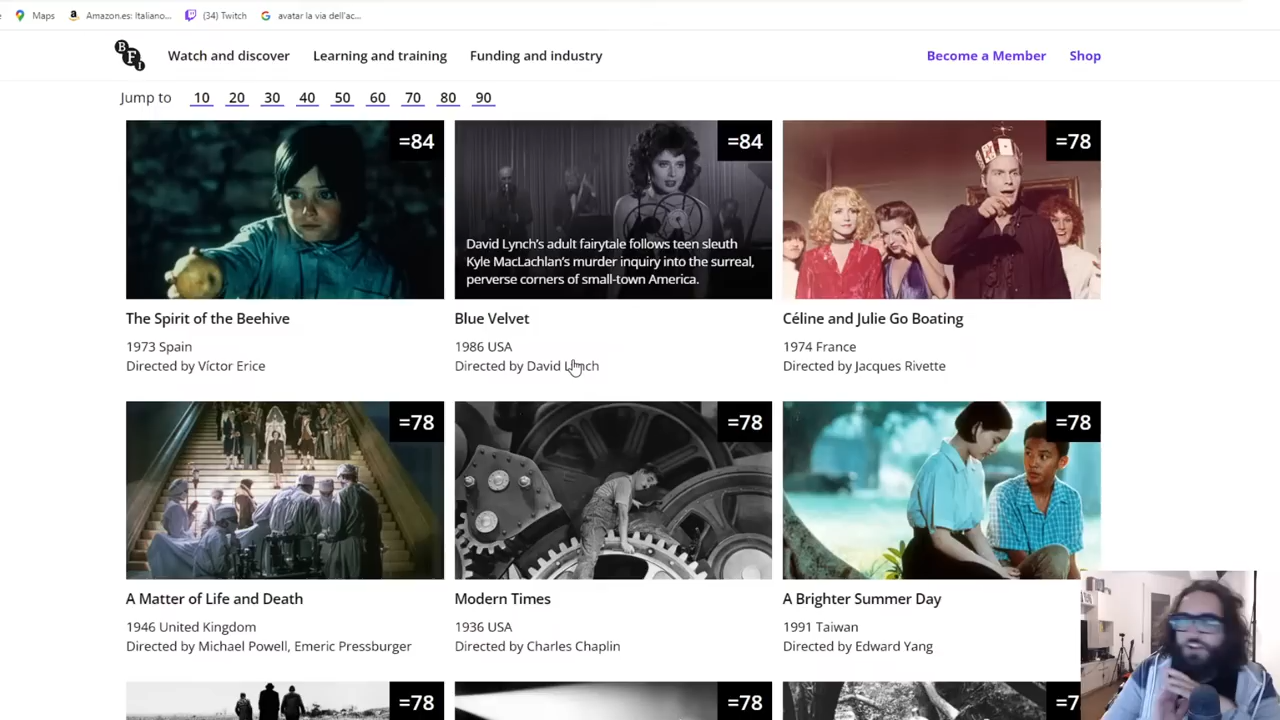 Maps
Amazon.es: Italiano...
(34) Twitch
avatar la via dell'ac...
BFI
Watch and discover
Learning and training
Funding and industry
Become a Member
Shop
Jump to 10 20 30 40 50 60 70 80 90
=84
=84
=78
David Lynch's adult fairytale follows teen sleuth
Kyle MacLachlan's murder inquiry into the surreal,
perverse corners of small-town America.
The Spirit of the Beehive
1973 Spain
Directed by Víctor Erice
Blue Velvet
1986 USA
Directed by David Lynch
Céline and Julie Go Boating
1974 France
Directed by Jacques Rivette
=78
=78
=78
A Matter of Life and Death
1946 United Kingdom
Directed by Michael Powell, Emeric Pressburger
Modern Times
1936 USA
Directed by Charles Chaplin
A Brighter Summer Day
1991 Taiwan
Directed by Edward Yang
=78
=78
=7